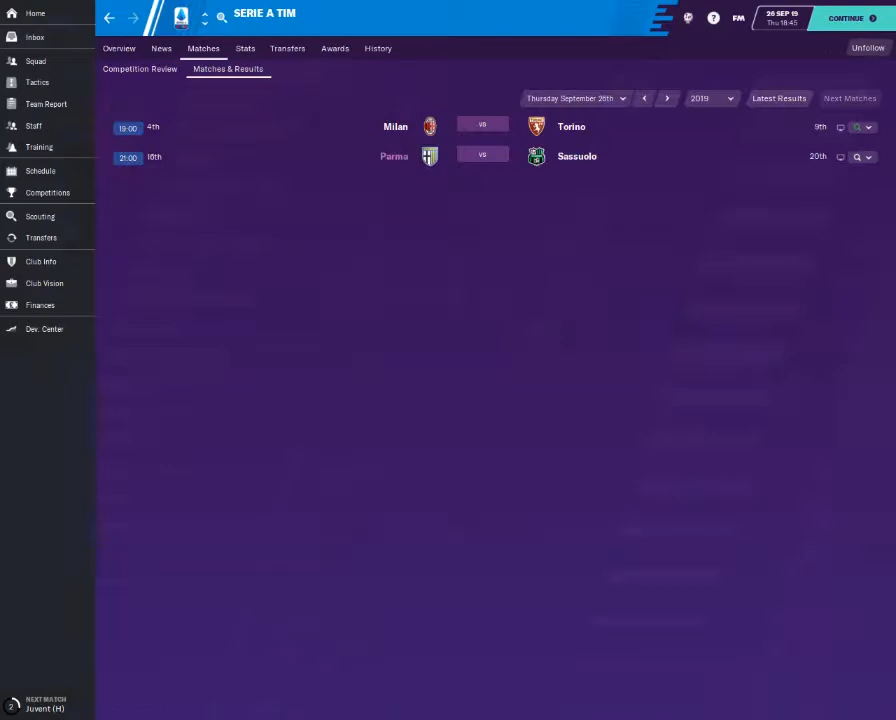 Home
Inbox
Squad
Tactics
Team Report
Staff
Training
Schedule
Competitions
Scouting
Transfers
Club Info
Club Vision
Finances
Dev. Center
2
NEXT MATCH
Juvent (H)
SERIE A TIM
?
FM
26 SEP 19
Thu 18:45
CONTINUE
Overview News Matches Stats Transfers Awards History
Unfollow
Competition Review Matches & Results
Thursday September 26th 2019 Latest Results Next Matches
19:00 4th Milan vs Torino 9th
21:00 16th Parma vs Sassuolo 20th